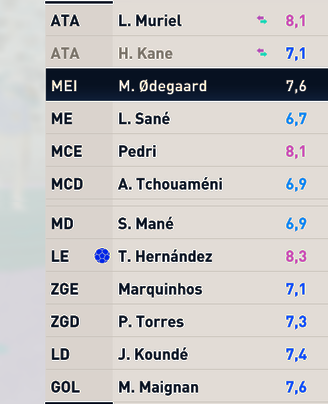 ATA L. Muriel 8,1
ATA H. Kane 7,1
MEI M. Ødegaard 7,6
ME L. Sané 6,7
MCE Pedri 8,1
MCD A. Tchouaméni 6,9
MD S. Mané 6,9
LE T. Hernández 8,3
ZGE Marquinhos 7,1
ZGD P. Torres 7,3
LD J. Koundé 7,4
GOL M. Maignan 7,6